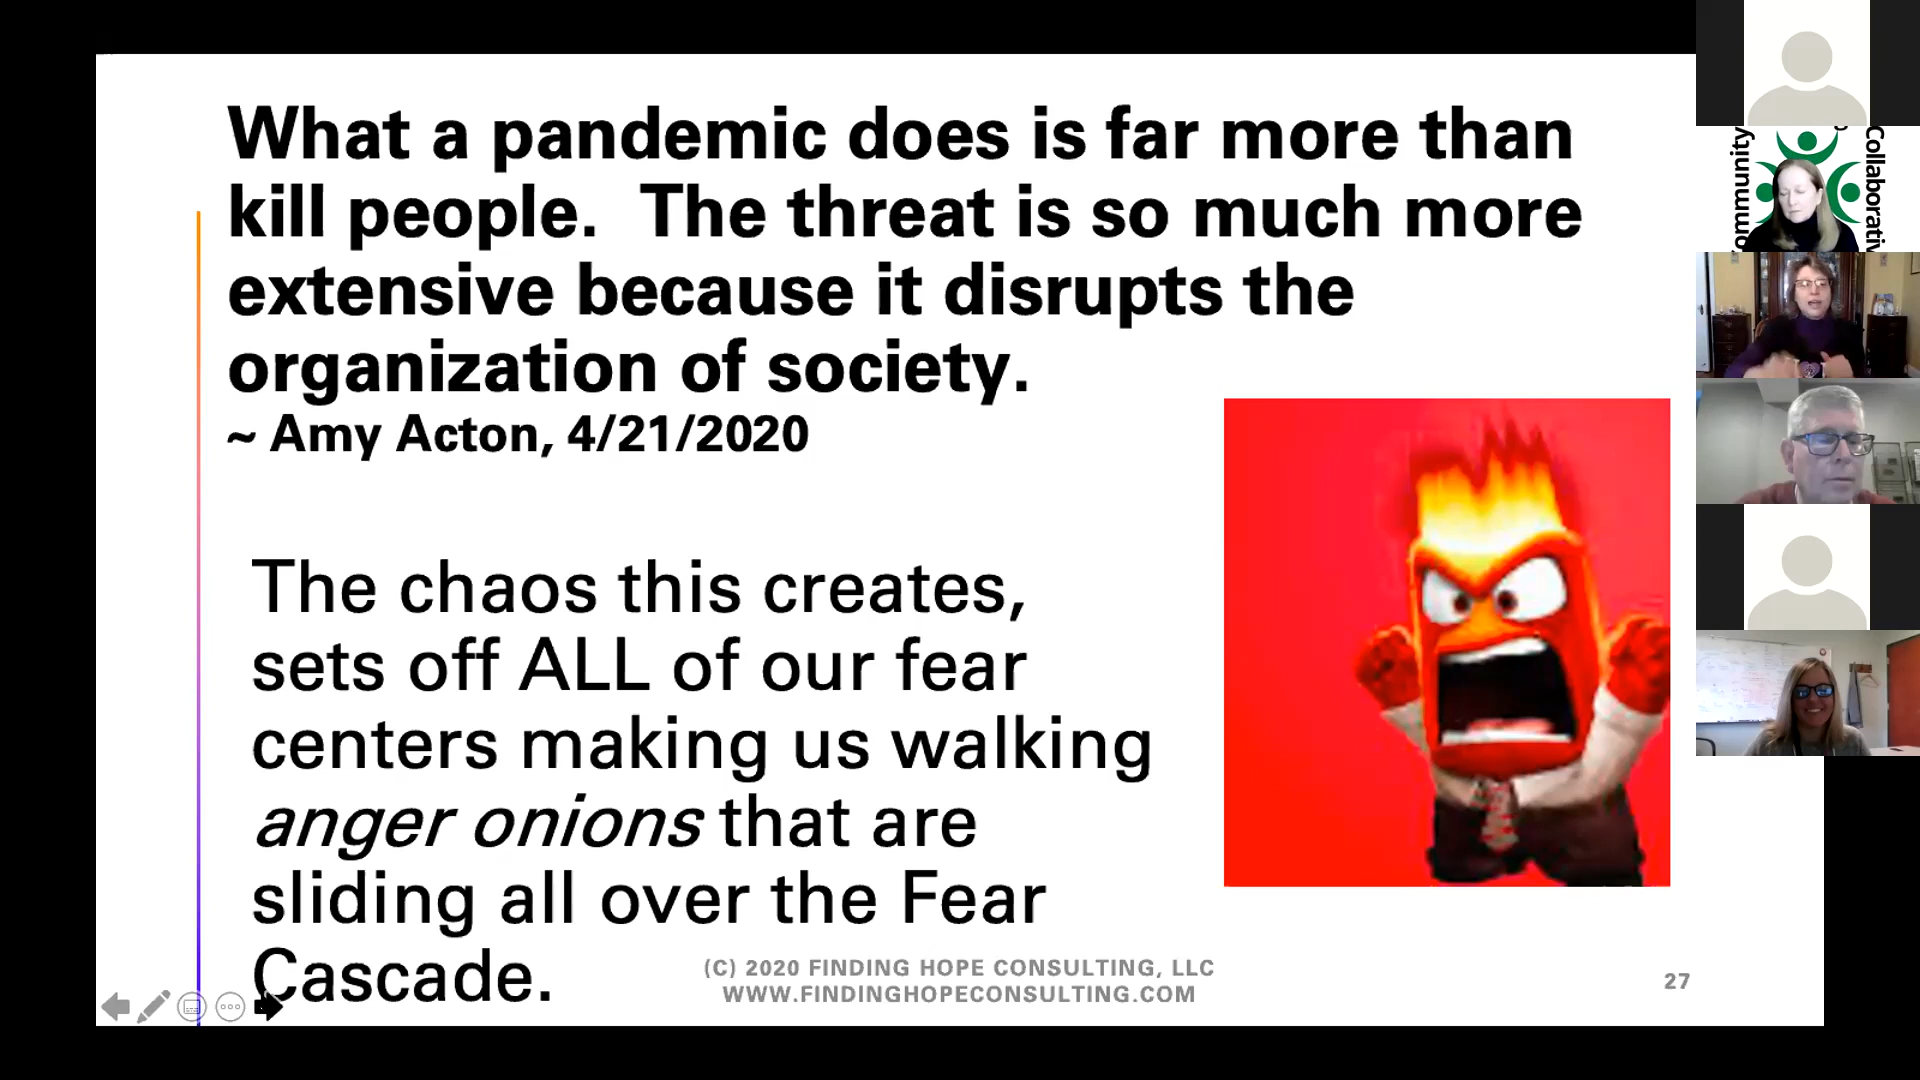 What a pandemic does is far more than
kill people.  The threat is so much more
extensive because it disrupts the
organization of society.
~ Amy Acton, 4/21/2020
The chaos this creates,
sets off ALL of our fear
centers making us walking
anger onions that are
sliding all over the Fear
Cascade.
(C) 2020 FINDING HOPE CONSULTING, LLC
WWW.FINDINGHOPECONSULTING.COM
27
ommunity
Collaborativ